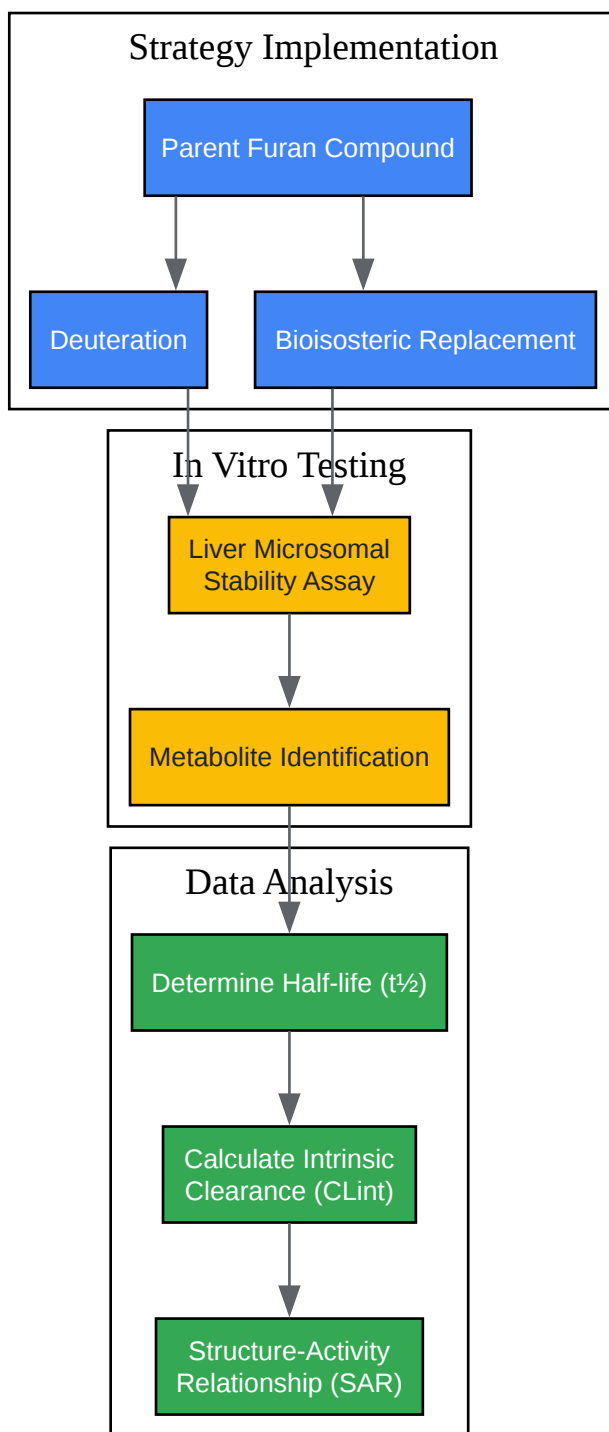 Strategy Implementation
Parent Furan Compound
Deuteration
Bioisosteric Replacement
In Vitro Testing
Liver Microsomal
Stability Assay
Metabolite Identification
Data Analysis
Determine Half-life (t½)
Calculate Intrinsic
Clearance (CLint)
Structure-Activity
Relationship (SAR)